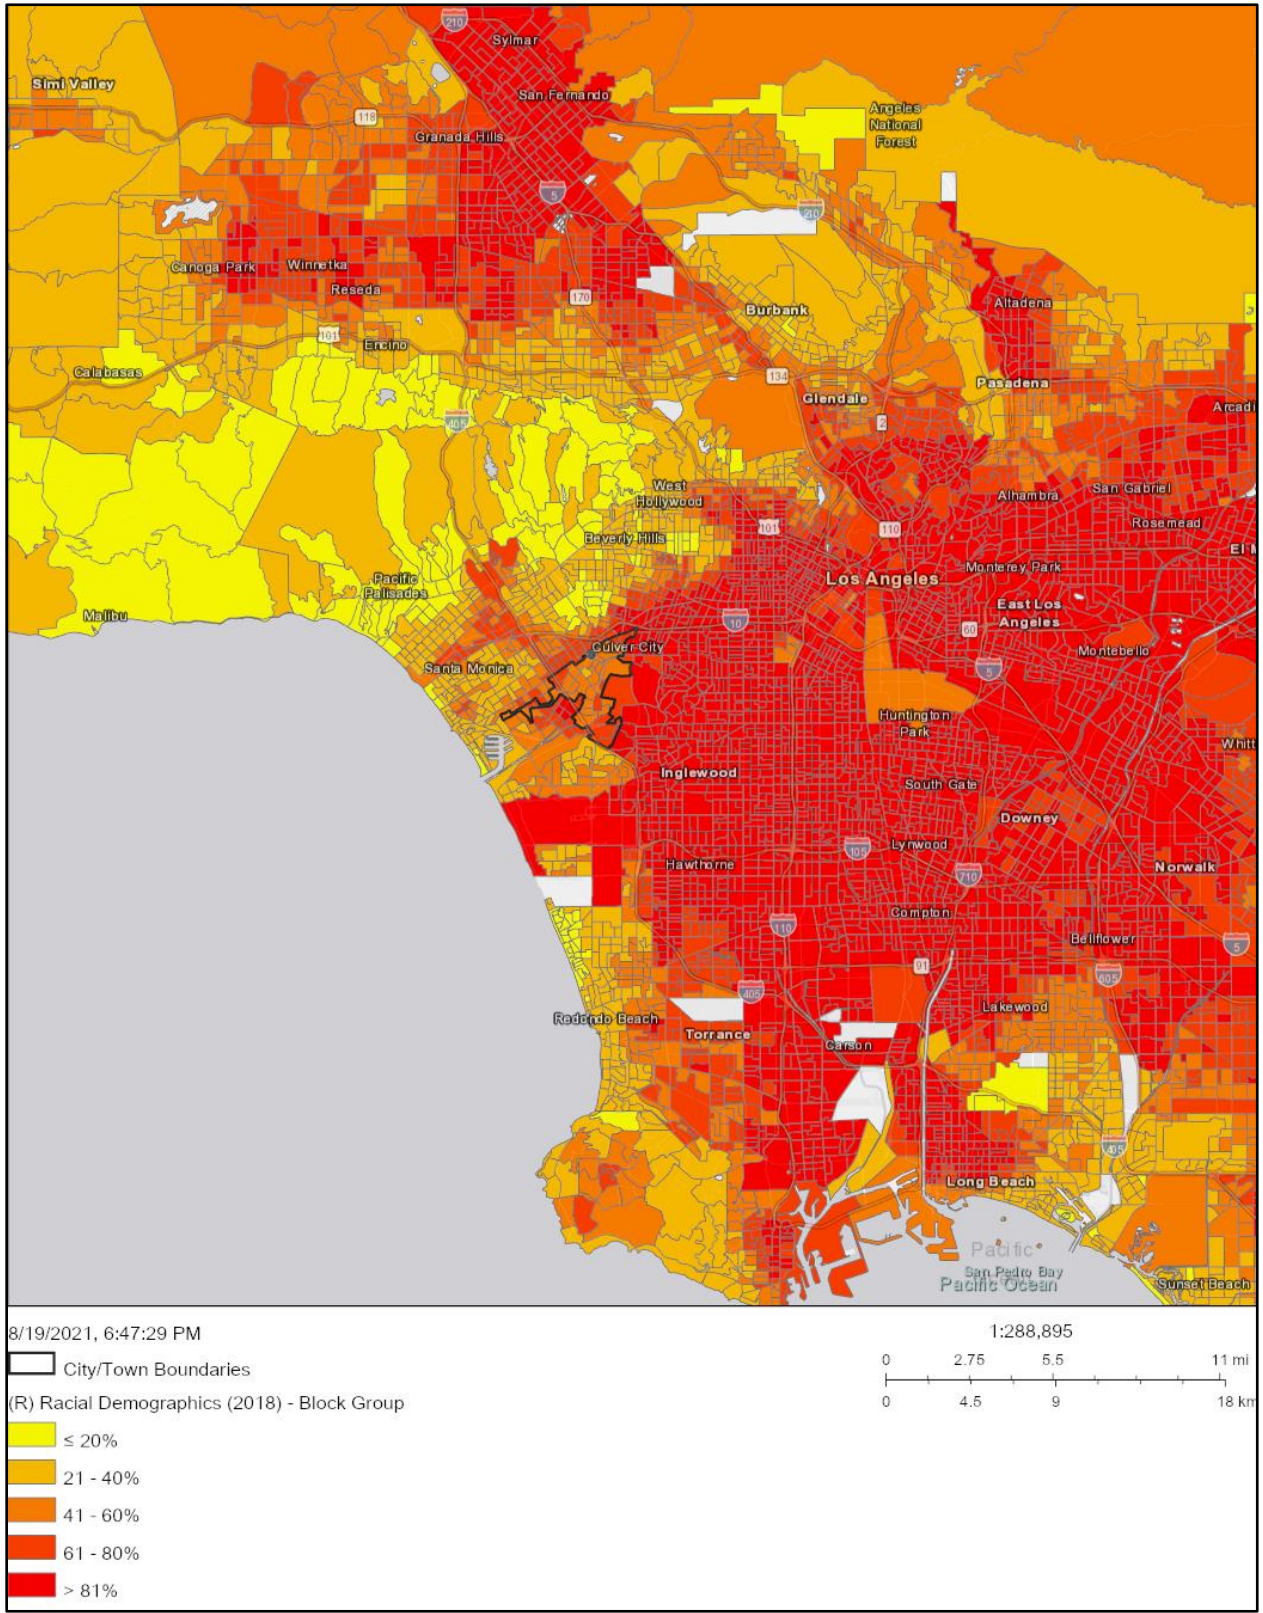 210
Sylmar
Simi Valley
San Fernando
Angeles
National
Forest
118
Granada Hills
5
210
Canoga Park
Winnetka
Reseda
170
Altadena
Burbank
101
Encino
Calabasas
134
Pasadena
Glendale
Arcadi
405
2
West
Hollywood
Alhambra
San Gabriel
101
110
Rosemead
Beverly Hills
El M
Monterey Park
Los Angeles
Pacific
Palisades
East Los
Angeles
Malibu
10
60
Culver City
Montebello
Santa Monica
5
Huntington
Park
Whitt
Inglewood
South Gate
Downey
105
Lynwood
Hawthorne
710
Norwalk
Compton
110
Bellflower
5
91
605
405
Lakewood
Redondo Beach
Torrance
Carson
405
Long Beach
Pacific
San Pedro Bay
Pacific Ocean
Sunset Beach
8/19/2021, 6:47:29 PM
1:288,895
City/Town Boundaries
0 2.75 5.5 11 mi
0 4.5 9 18 km
(R) Racial Demographics (2018) - Block Group
≤ 20%
21 - 40%
41 - 60%
61 - 80%
> 81%